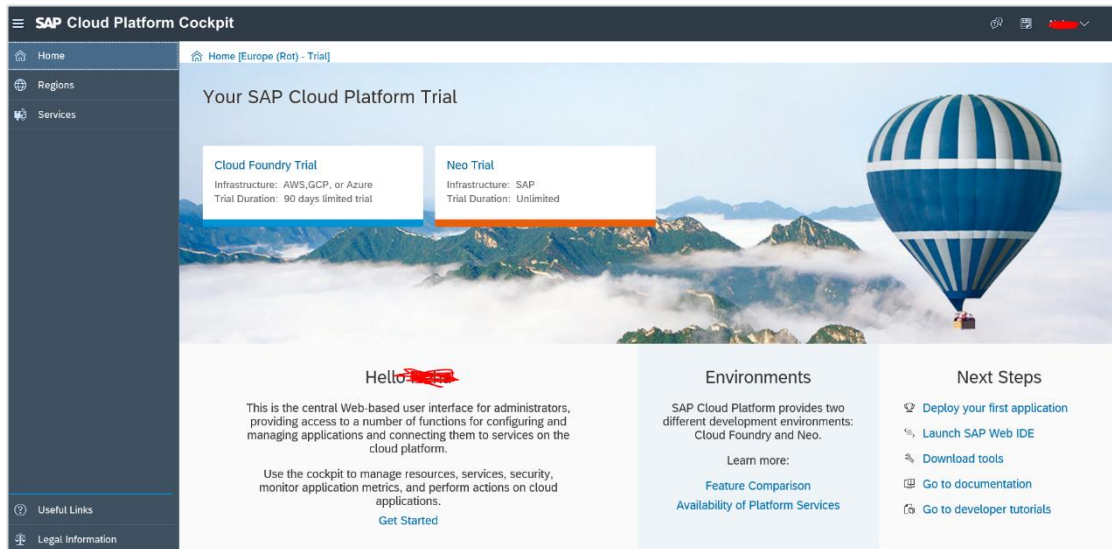 SAP Cloud Platform Cockpit
Home
Regions
Services
Useful Links
Legal Information
Home [Europe (Rot) - Trial]
Your SAP Cloud Platform Trial
Cloud Foundry Trial
Infrastructure: AWS,GCP, or Azure
Trial Duration: 90 days limited trial
Neo Trial
Infrastructure: SAP
Trial Duration: Unlimited
Hello
This is the central Web-based user interface for administrators,
providing access to a number of functions for configuring and
managing applications and connecting them to services on the
cloud platform.
Use the cockpit to manage resources, services, security,
monitor application metrics, and perform actions on cloud
applications.
Get Started
Environments
SAP Cloud Platform provides two
different development environments:
Cloud Foundry and Neo.
Learn more:
Feature Comparison
Availability of Platform Services
Next Steps
Deploy your first application
Launch SAP Web IDE
Download tools
Go to documentation
Go to developer tutorials